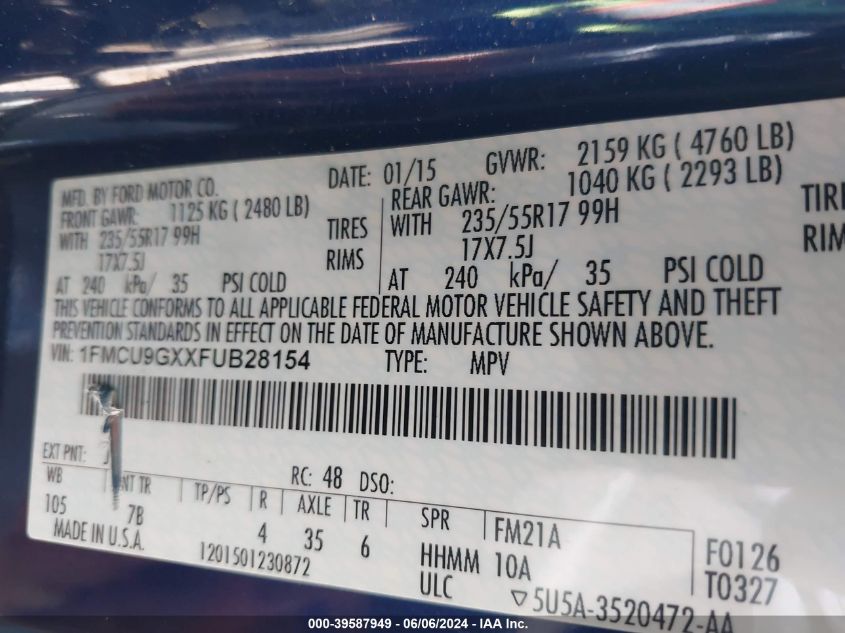 MFD. BY FORD MOTOR CO. DATE: 01/15 GVWR: 2159 KG ( 4760 LB)
FRONT GAWR: 1125 KG ( 2480 LB) REAR GAWR: 1040 KG ( 2293 LB)
WITH 235/55R17 99H TIRES WITH 235/55R17 99H
17X7.5J RIMS 17X7.5J
AT 240 kPa/ 35 PSI COLD AT 240 kPa/ 35 PSI COLD
THIS VEHICLE CONFORMS TO ALL APPLICABLE FEDERAL MOTOR VEHICLE SAFETY AND THEFT
PREVENTION STANDARDS IN EFFECT ON THE DATE OF MANUFACTURE SHOWN ABOVE.
VIN: 1FMCU9GXXFUB28154 TYPE: MPV
EXT PNT: RC: 48 DSO:
WB TR TP/PS R AXLE TR SPR FM21A F0126
105 7B 4 35 6 HHMM 10A T0327
MADE IN U.S.A. 1201501230872 ULC ▽5U5A-3520472-AA
000-39587949 - 06/06/2024 - IAA Inc.